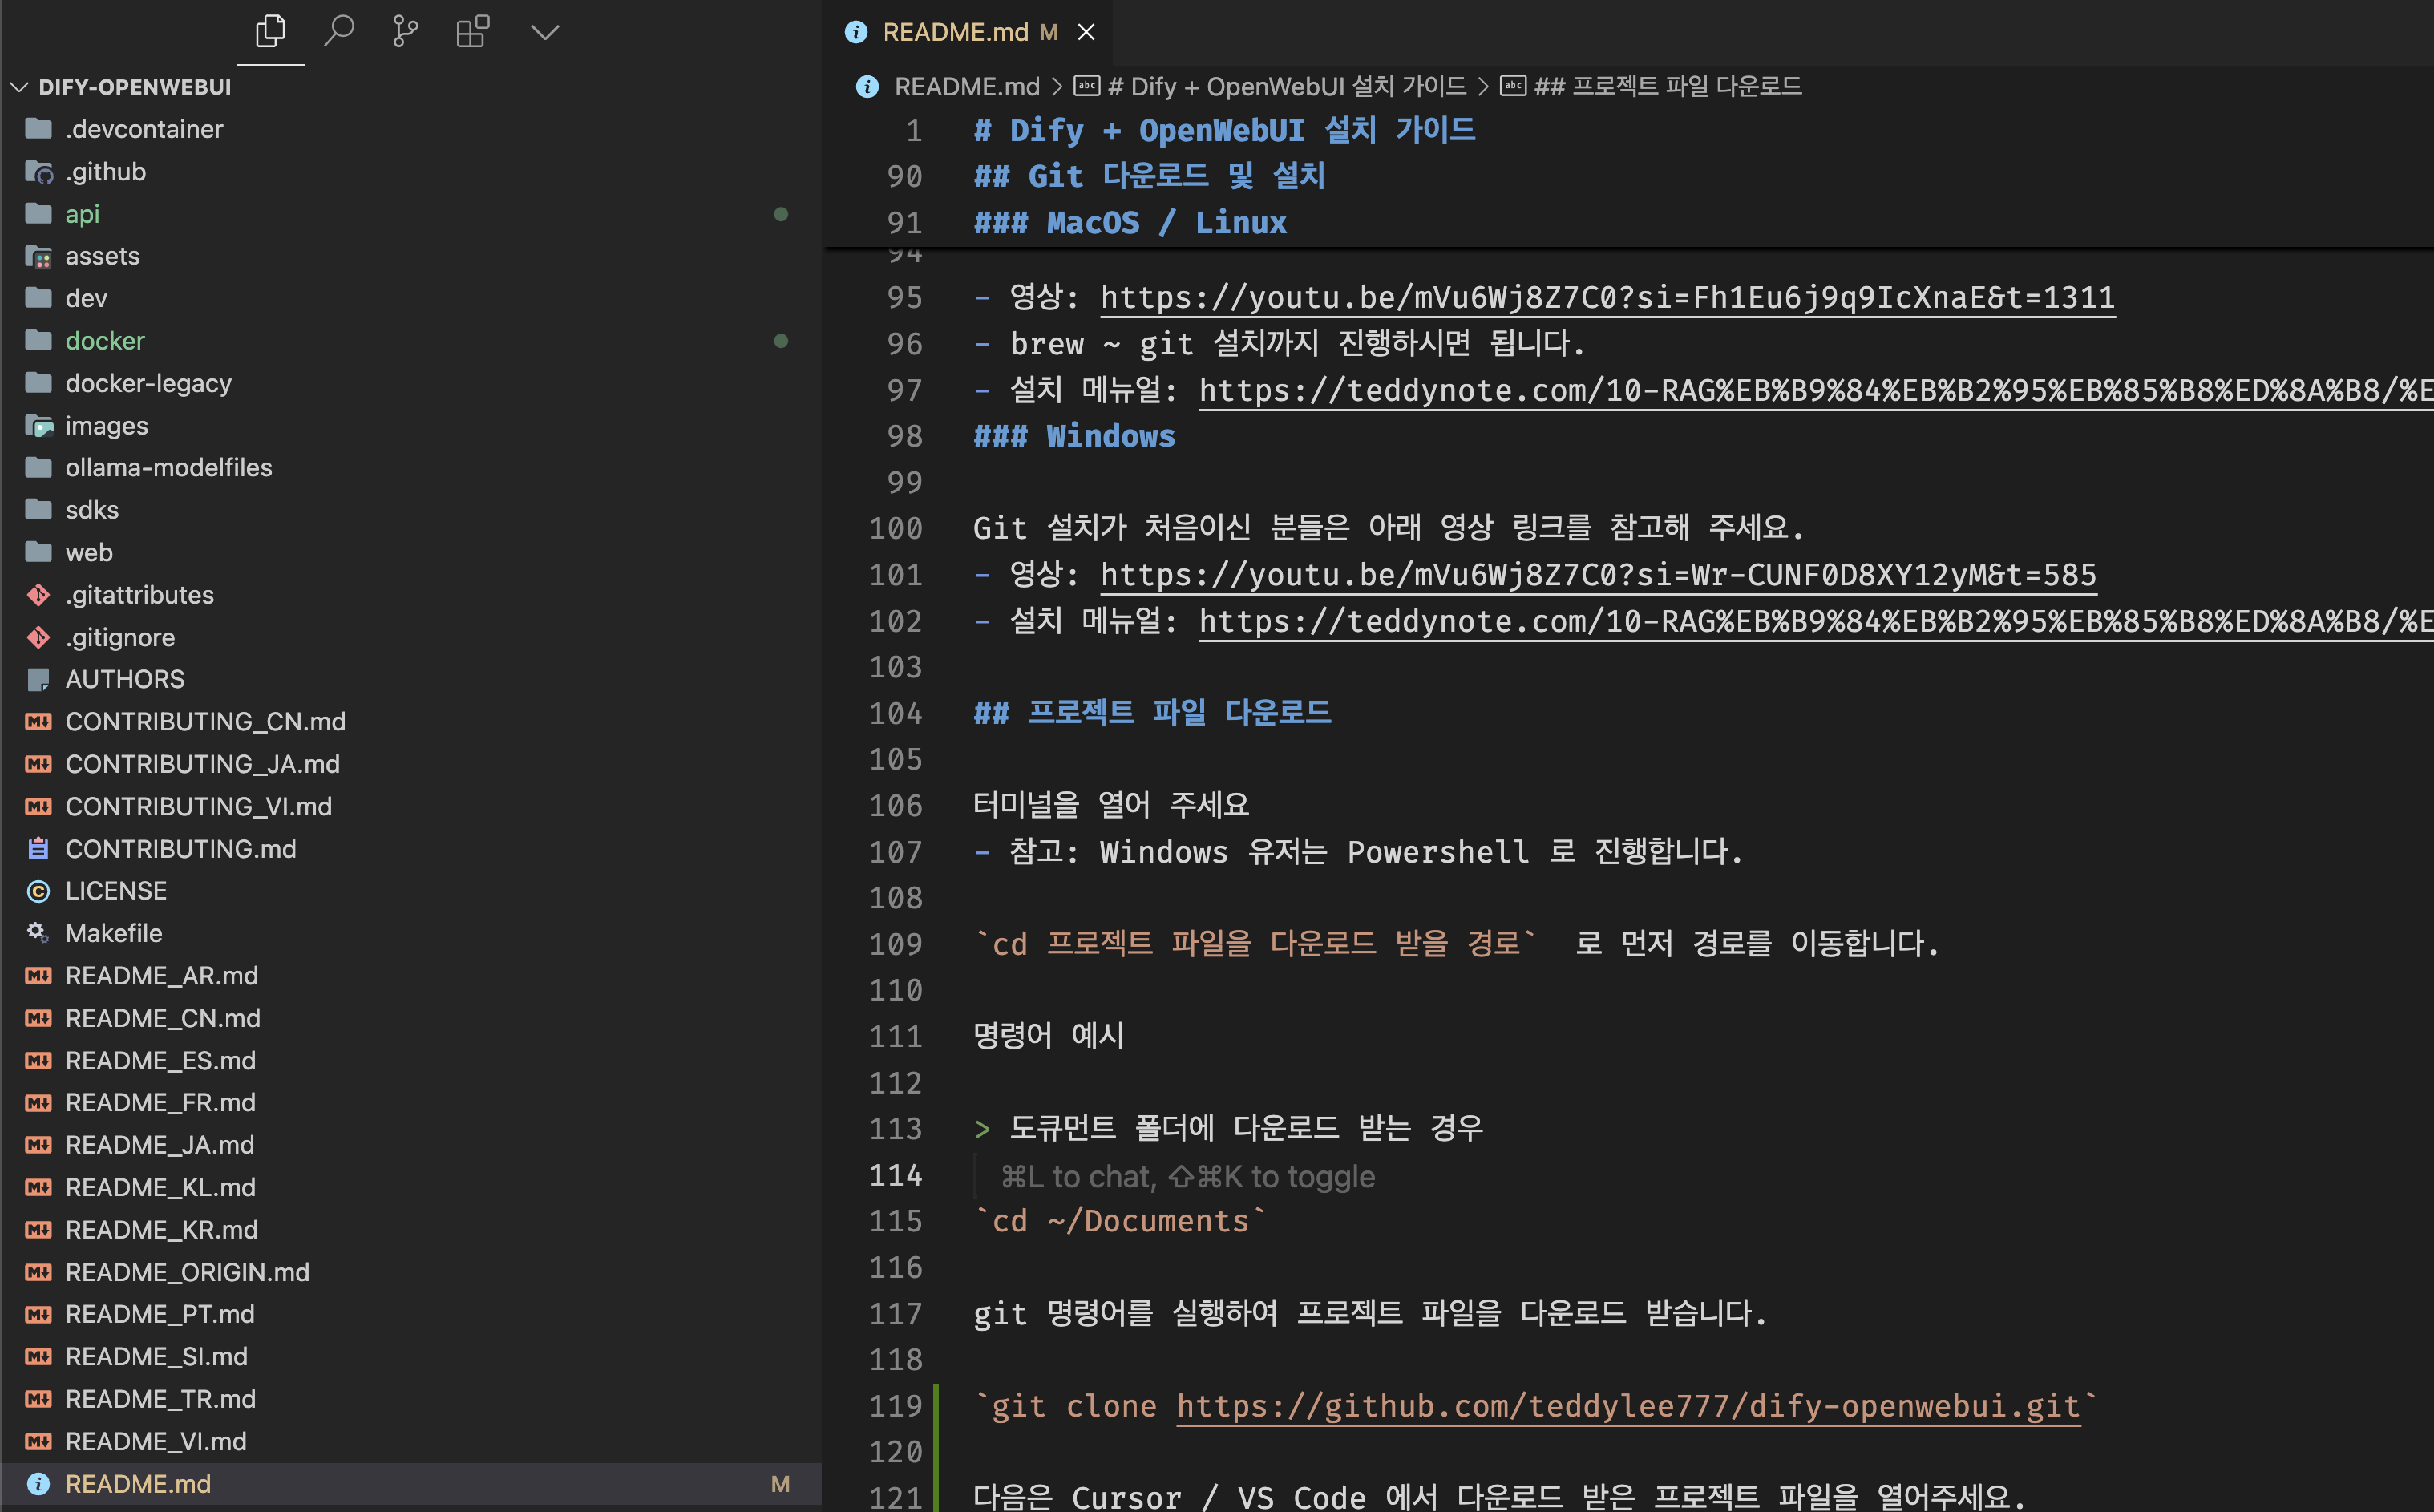 DIFY-OPENWEBUI
.devcontainer
.github
api
assets
dev
docker
docker-legacy
images
ollama-modelfiles
sdks
web
.gitattributes
.gitignore
AUTHORS
CONTRIBUTING_CN.md
CONTRIBUTING_JA.md
CONTRIBUTING_VI.md
CONTRIBUTING.md
LICENSE
Makefile
README_AR.md
README_CN.md
README_ES.md
README_FR.md
README_JA.md
README_KL.md
README_KR.md
README_ORIGIN.md
README_PT.md
README_SI.md
README_TR.md
README_VI.md
README.md M
README.md M
README.md > # Dify + OpenWebUI 설치 가이드 > ## 프로젝트 파일 다운로드
1 # Dify + OpenWebUI 설치 가이드
90 ## Git 다운로드 및 설치
91 ### MacOS / Linux
94
95 - 영상: https://youtu.be/mVu6Wj8Z7C0?si=Fh1Eu6j9q9IcXnaE&t=1311
96 - brew ~ git 설치까지 진행하시면 됩니다.
97 - 설치 메뉴얼: https://teddynote.com/10-RAG%EB%B9%84%EB%B2%95%EB%85%B8%ED%8A%B8/%E
98 ### Windows
99
100 Git 설치가 처음이신 분들은 아래 영상 링크를 참고해 주세요.
101 - 영상: https://youtu.be/mVu6Wj8Z7C0?si=Wr-CUNF0D8XY12yM&t=585
102 - 설치 메뉴얼: https://teddynote.com/10-RAG%EB%B9%84%EB%B2%95%EB%85%B8%ED%8A%B8/%E
103
104 ## 프로젝트 파일 다운로드
105
106 터미널을 열어 주세요
107 - 참고: Windows 유저는 Powershell 로 진행합니다.
108
109 `cd 프로젝트 파일을 다운로드 받을 경로`  로 먼저 경로를 이동합니다.
110
111 명령어 예시
112
113 > 도큐먼트 폴더에 다운로드 받는 경우
114 ⌘L to chat, ⇧⌘K to toggle
115 `cd ~/Documents`
116
117 git 명령어를 실행하여 프로젝트 파일을 다운로드 받습니다.
118
119 `git clone https://github.com/teddylee777/dify-openwebui.git`
120
121 다음은 Cursor / VS Code 에서 다운로드 받은 프로젝트 파일을 열어주세요.